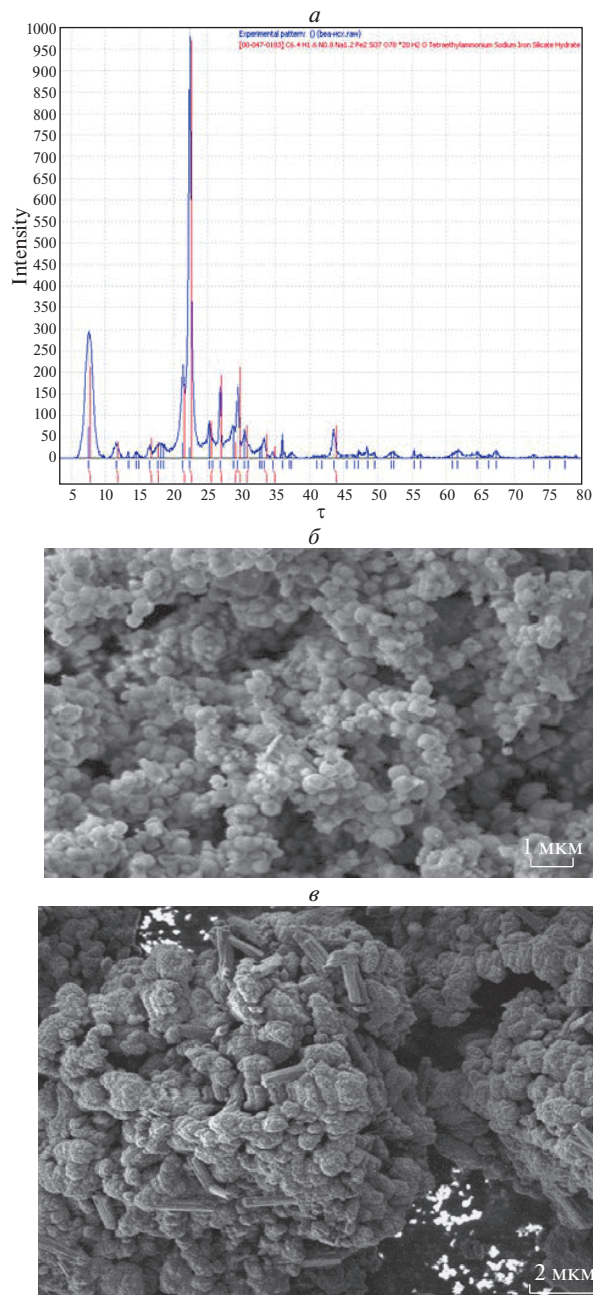 а
1000
Experimental pattern: () (bea-исх.raw)
[00-047-0183] C6.4 H1.6 N0.8 Na1.2 Fe2 Si37 O78 *20 H2 O Tetraethylammonium Sodium Iron Silicate Hydrate
950
900
850
800
750
700
650
600
550
500
450
400
350
300
250
200
150
100
50
0
Intensity
5 10 15 20 25 30 35 40 45 50 55 60 65 70 75 80
τ
б
1 мкм
в
2 мкм